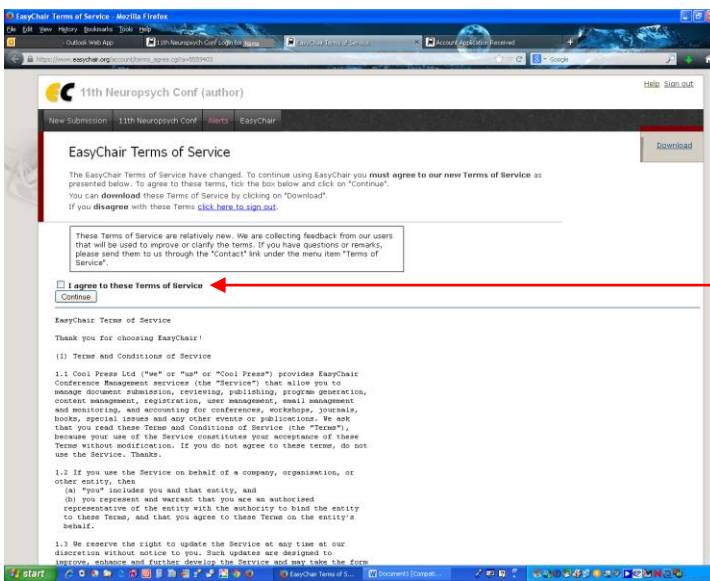 EasyChair Terms of Service - Mozilla Firefox
File Edit View History Bookmarks Tools Help
- Outlook Web App
11th Neuropsych Conf Login for Name
EasyChair Terms of Service
Account Application Received
https://www.easychair.org/account/terms_agree.cgi?a=
Google
11th Neuropsych Conf (author)
Help Sign out
New Submission 11th Neuropsych Conf Alerts EasyChair
EasyChair Terms of Service
Download
The EasyChair Terms of Service have changed. To continue using EasyChair you must agree to our new Terms of Service as
presented below. To agree to these terms, tick the box below and click on "Continue".
You can download these Terms of Service by clicking on "Download".
If you disagree with these Terms click here to sign out.
These Terms of Service are relatively new. We are collecting feedback from our users
that will be used to improve or clarify the terms. If you have questions or remarks,
please send them to us through the "Contact" link under the menu item "Terms of
Service".
I agree to these Terms of Service
Continue
EasyChair Terms of Service
Thank you for choosing EasyChair!
(1) Terms and Conditions of Service
1.1 Cool Press Ltd ("we" or "us" or "Cool Press") provides EasyChair
Conference Management services (the "Service") that allow you to
manage document submission, reviewing, publishing, program generation,
content management, registration, user management, email management
and monitoring, and accounting for conferences, workshops, journals,
books, special issues and any other events or publications. We ask
that you read these Terms and Conditions of Service (the "Terms"),
because your use of the Service constitutes your acceptance of these
Terms without modification. If you do not agree to these terms, do not
use the Service. Thanks.
1.2 If you use the Service on behalf of a company, organisation, or
other entity, then
(a) "you" includes you and that entity, and
(b) you represent and warrant that you are an authorised
representative of the entity with the authority to bind the entity
to these Terms, and that you agree to these Terms on the entity's
behalf.
1.3 We reserve the right to update the Service at any time at our
discretion without notice to you. Such updates are designed to
improve, enhance and further develop the Service and may take the form
start
EasyChair Terms of S...
Document1 [Compat...